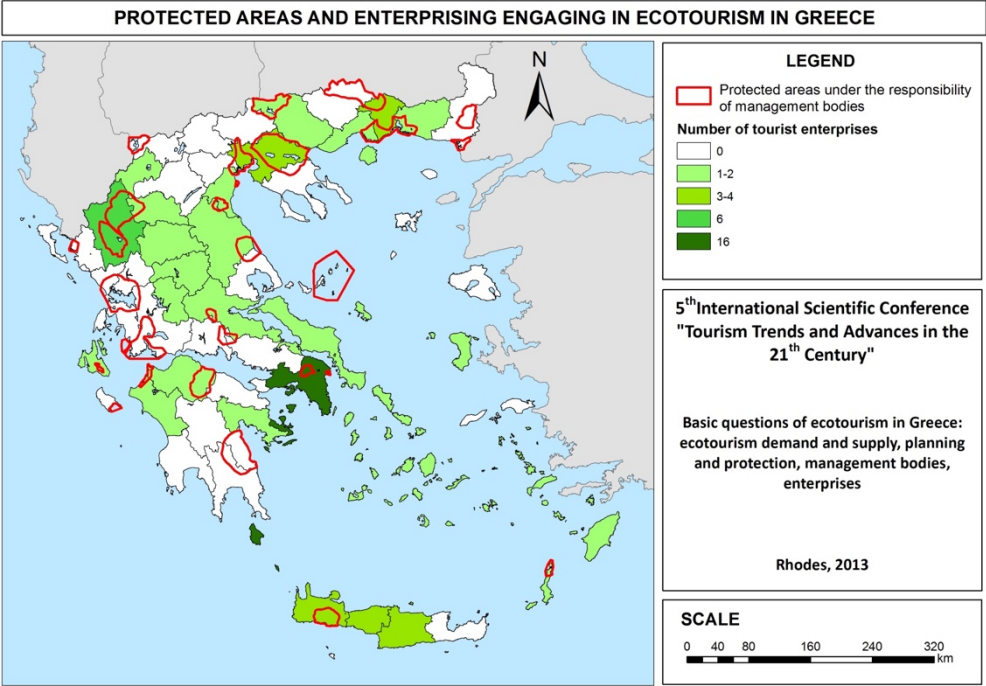 PROTECTED AREAS AND ENTERPRISING ENGAGING IN ECOTOURISM IN GREECE
N
LEGEND
Protected areas under the responsibility
of management bodies
Number of tourist enterprises
0
1-2
3-4
6
16
5th International Scientific Conference
"Tourism Trends and Advances in the
21th Century"
Basic questions of ecotourism in Greece:
ecotourism demand and supply, planning
and protection, management bodies,
enterprises
Rhodes, 2013
SCALE
0 40 80 160 240 320
km